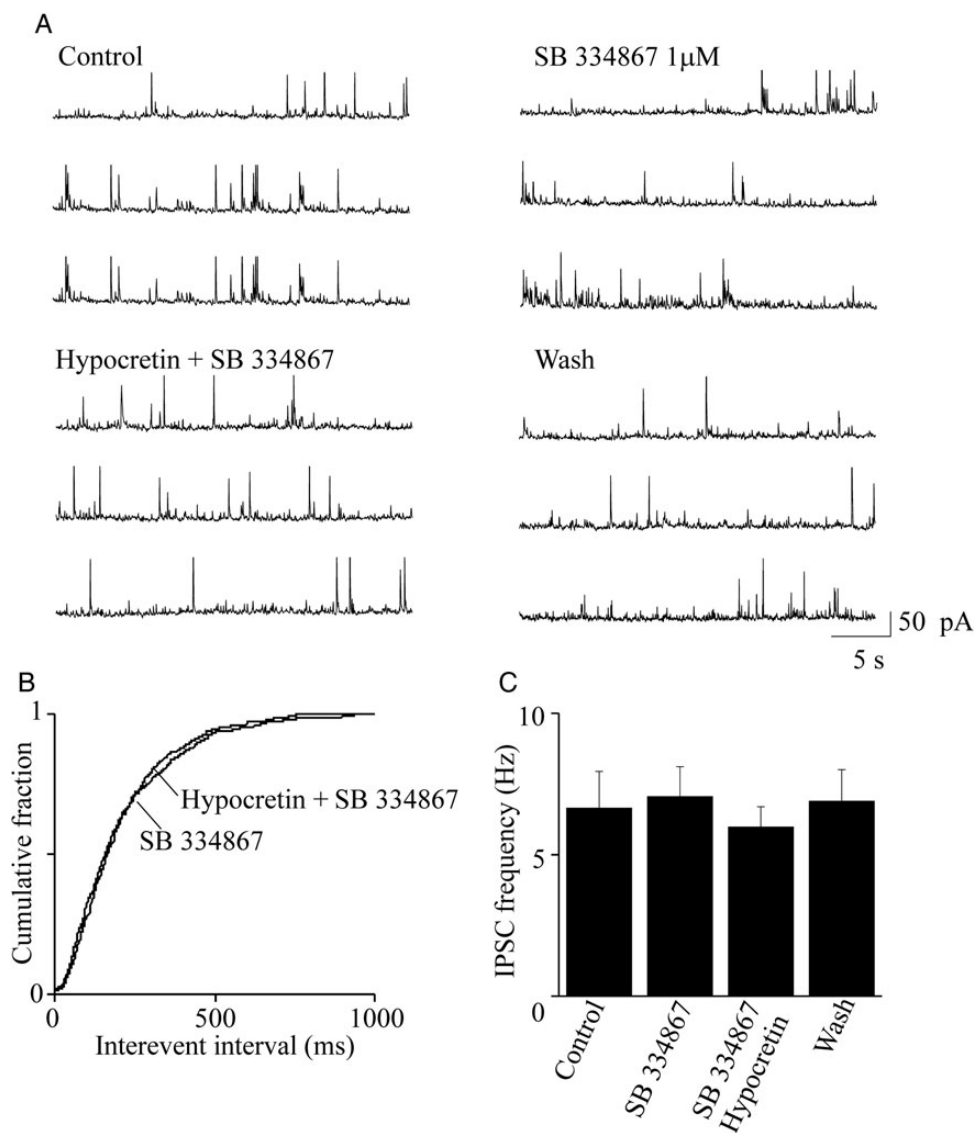 A
Control
SB 334867 1μM
Hypocretin + SB 334867
Wash
50 pA
5 s
B
1
Cumulative fraction
Hypocretin + SB 334867
SB 334867
0
0 500 1000
Interevent interval (ms)
C
10
IPSC frequency (Hz)
5
0
Control
SB 334867
SB 334867
Hypocretin
Wash